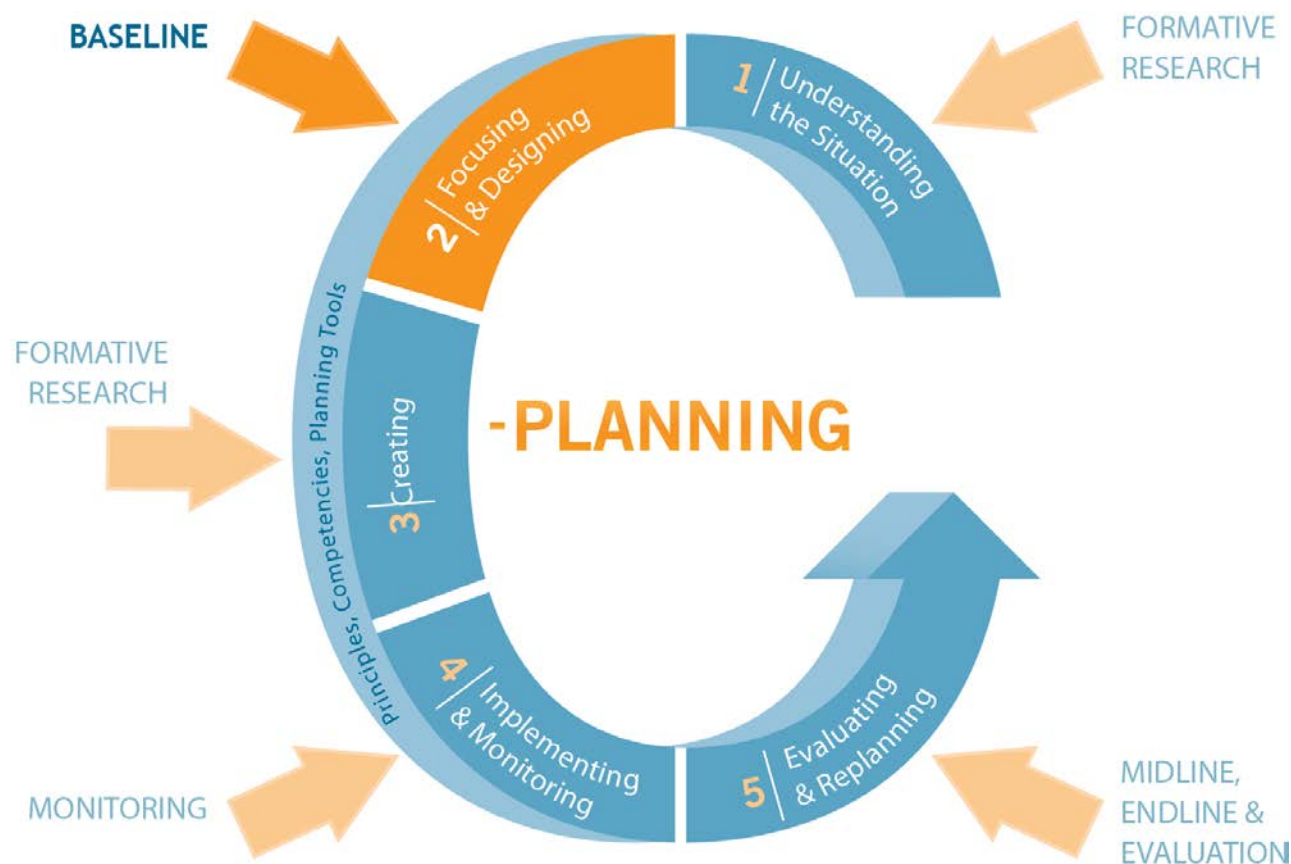 BASELINE
FORMATIVE
RESEARCH
1
Understanding
the Situation
2
Focusing
& Designing
FORMATIVE
RESEARCH
3
Creating
-PLANNING
Principles, Competencies, Planning Tools
4
Implementing
& Monitoring
MONITORING
5
Evaluating
& Replanning
MIDLINE,
ENDLINE &
EVALUATION